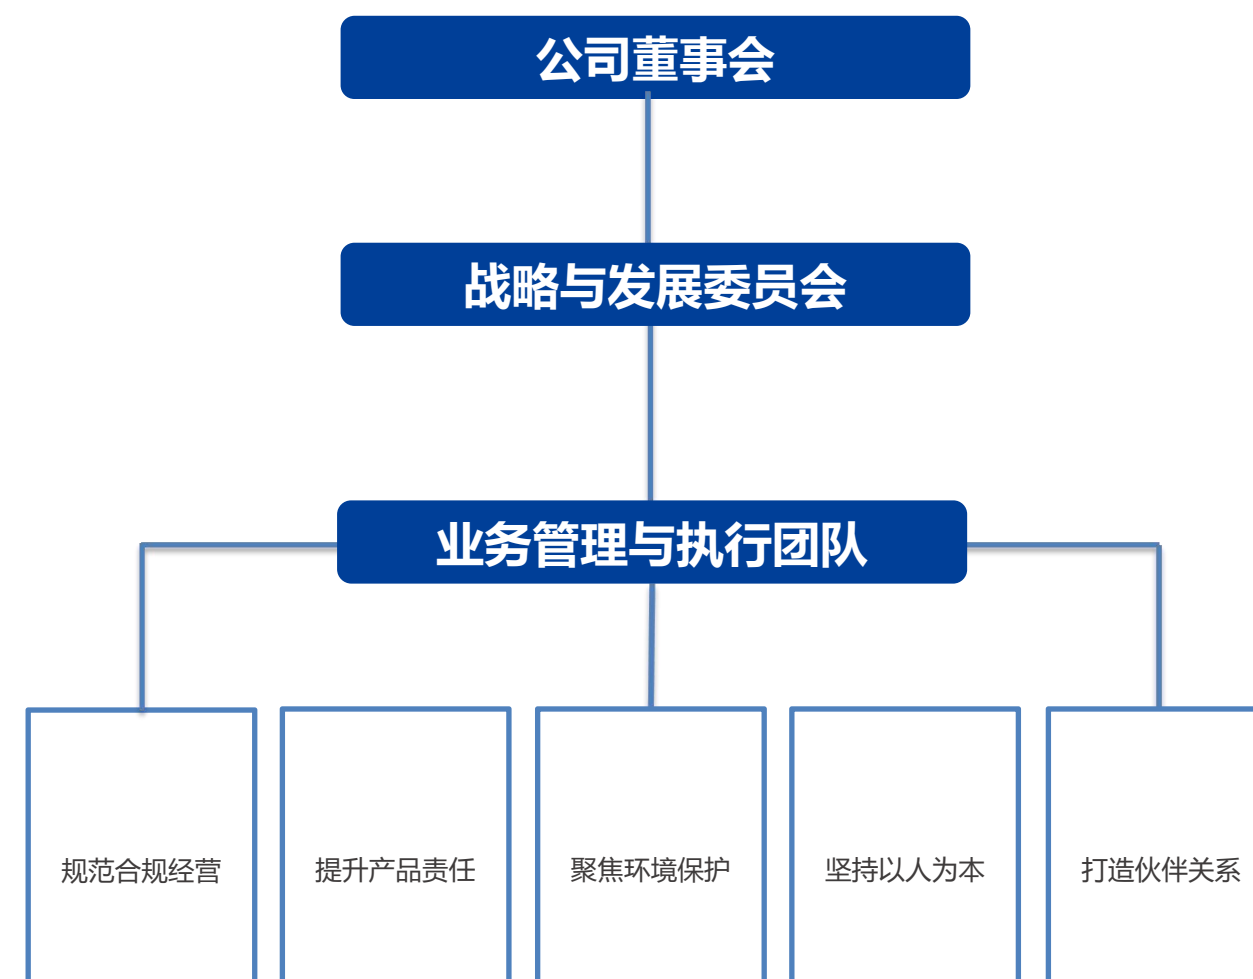 公司董事会
战略与发展委员会
业务管理与执行团队
规范合规经营
提升产品责任
聚焦环境保护
坚持以人为本
打造伙伴关系